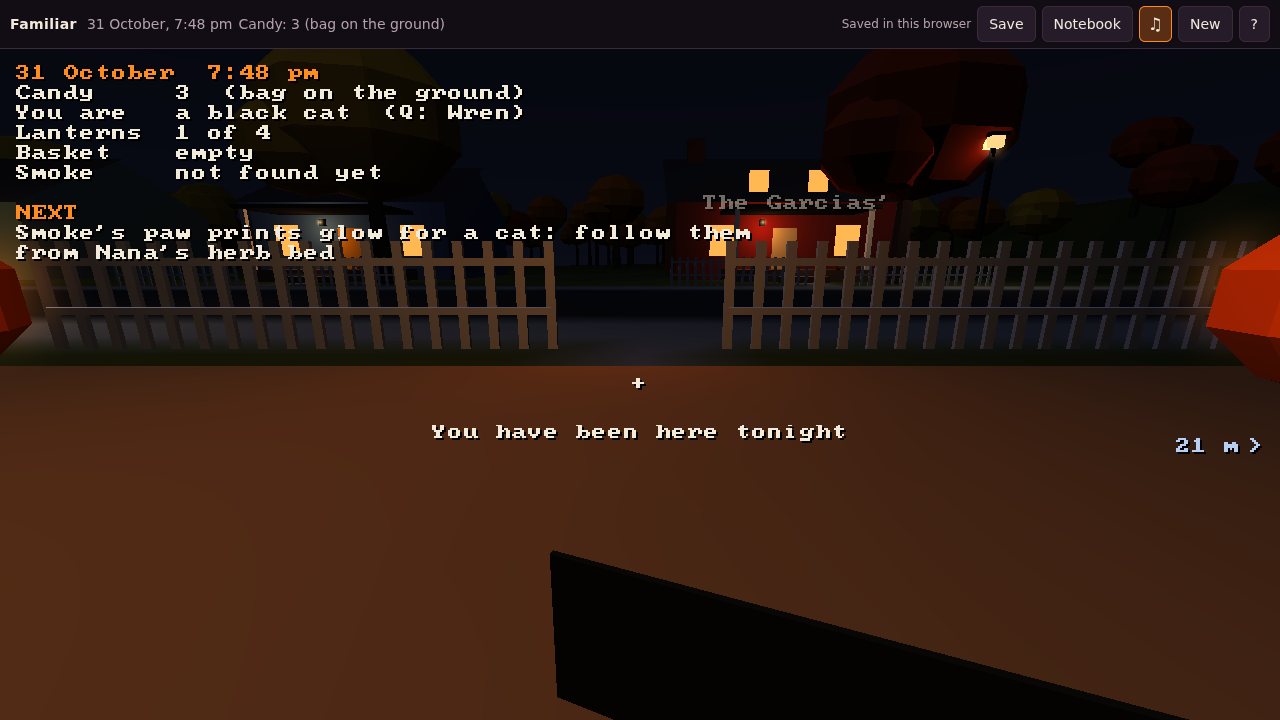 Familiar 31 October, 7:48 pm Candy: 3 (bag on the ground) Saved in this browser Save Notebook ♫ New ?
31 October 7:48 pm
Candy 3 (bag on the ground)
You are a black cat (Q: Wren)
Lanterns 1 of 4
Basket empty
Smoke not found yet
The Garcias'
NEXT
Smoke's paw prints glow for a cat: follow them
from Nana's herb bed
+
You have been here tonight
21 m >